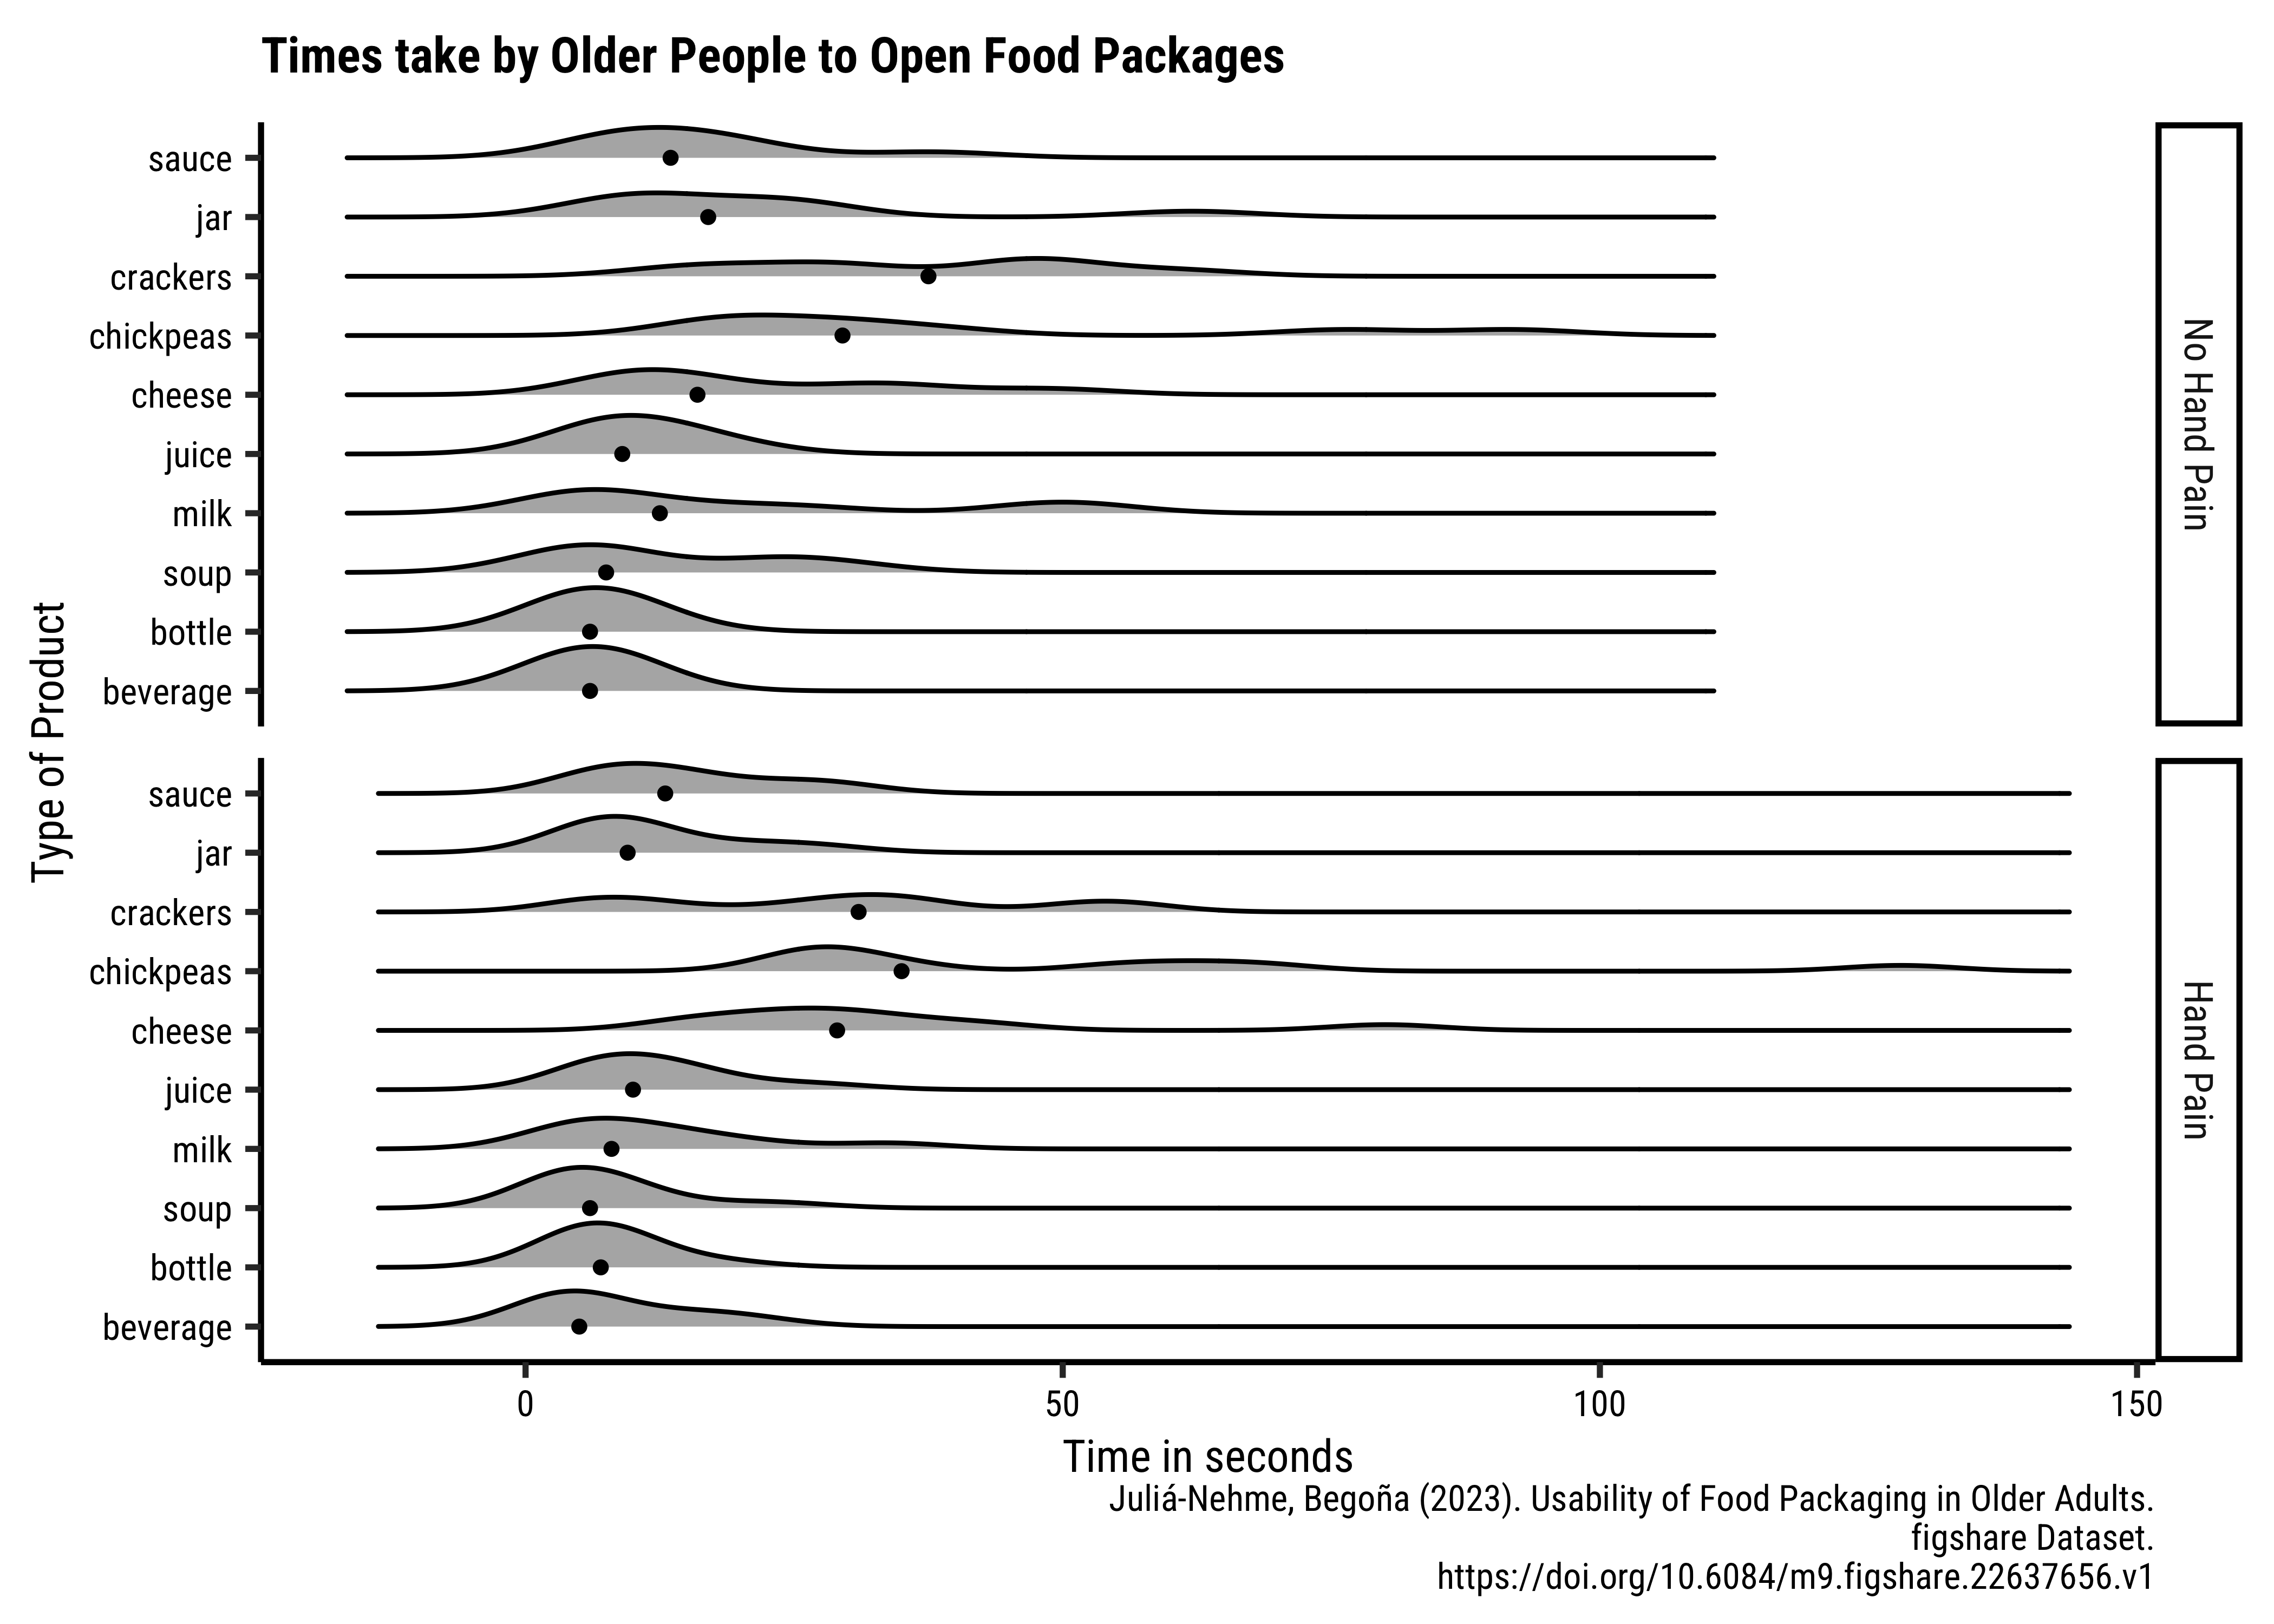 Times take by Older People to Open Food Packages
Type of Product
sauce
jar
crackers
chickpeas
cheese
juice
milk
soup
bottle
beverage
No Hand Pain
sauce
jar
crackers
chickpeas
cheese
juice
milk
soup
bottle
beverage
Hand Pain
0 50 100 150
Time in seconds
Juliá-Nehme, Begoña (2023). Usability of Food Packaging in Older Adults.
figshare Dataset.
https://doi.org/10.6084/m9.figshare.22637656.v1